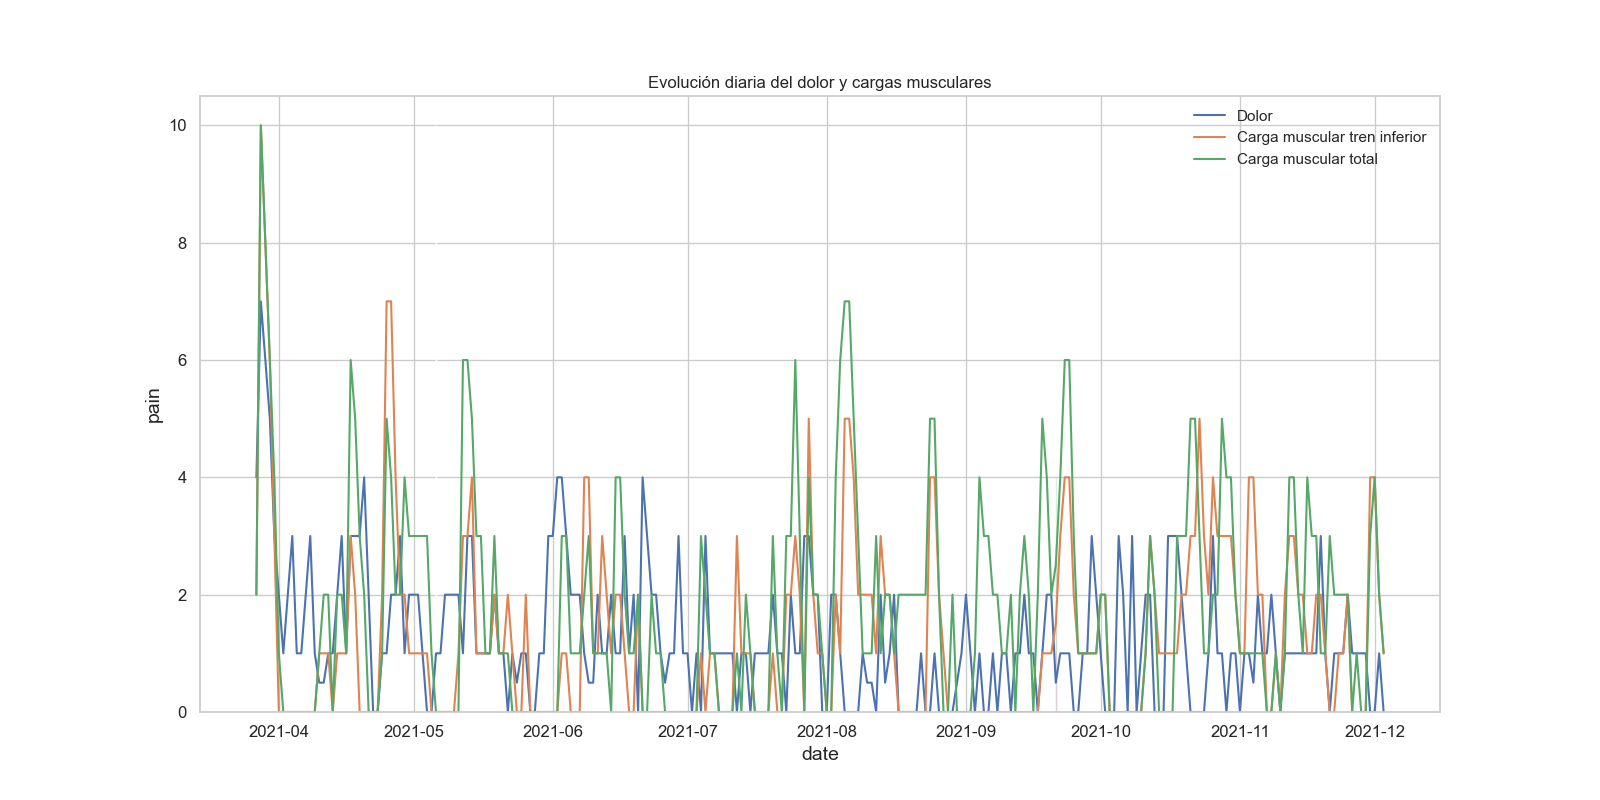 Evolución diaria del dolor y cargas musculares
Dolor
Carga muscular tren inferior
Carga muscular total
10
8
6
4
2
0
pain
2021-04 2021-05 2021-06 2021-07 2021-08 2021-09 2021-10 2021-11 2021-12
date